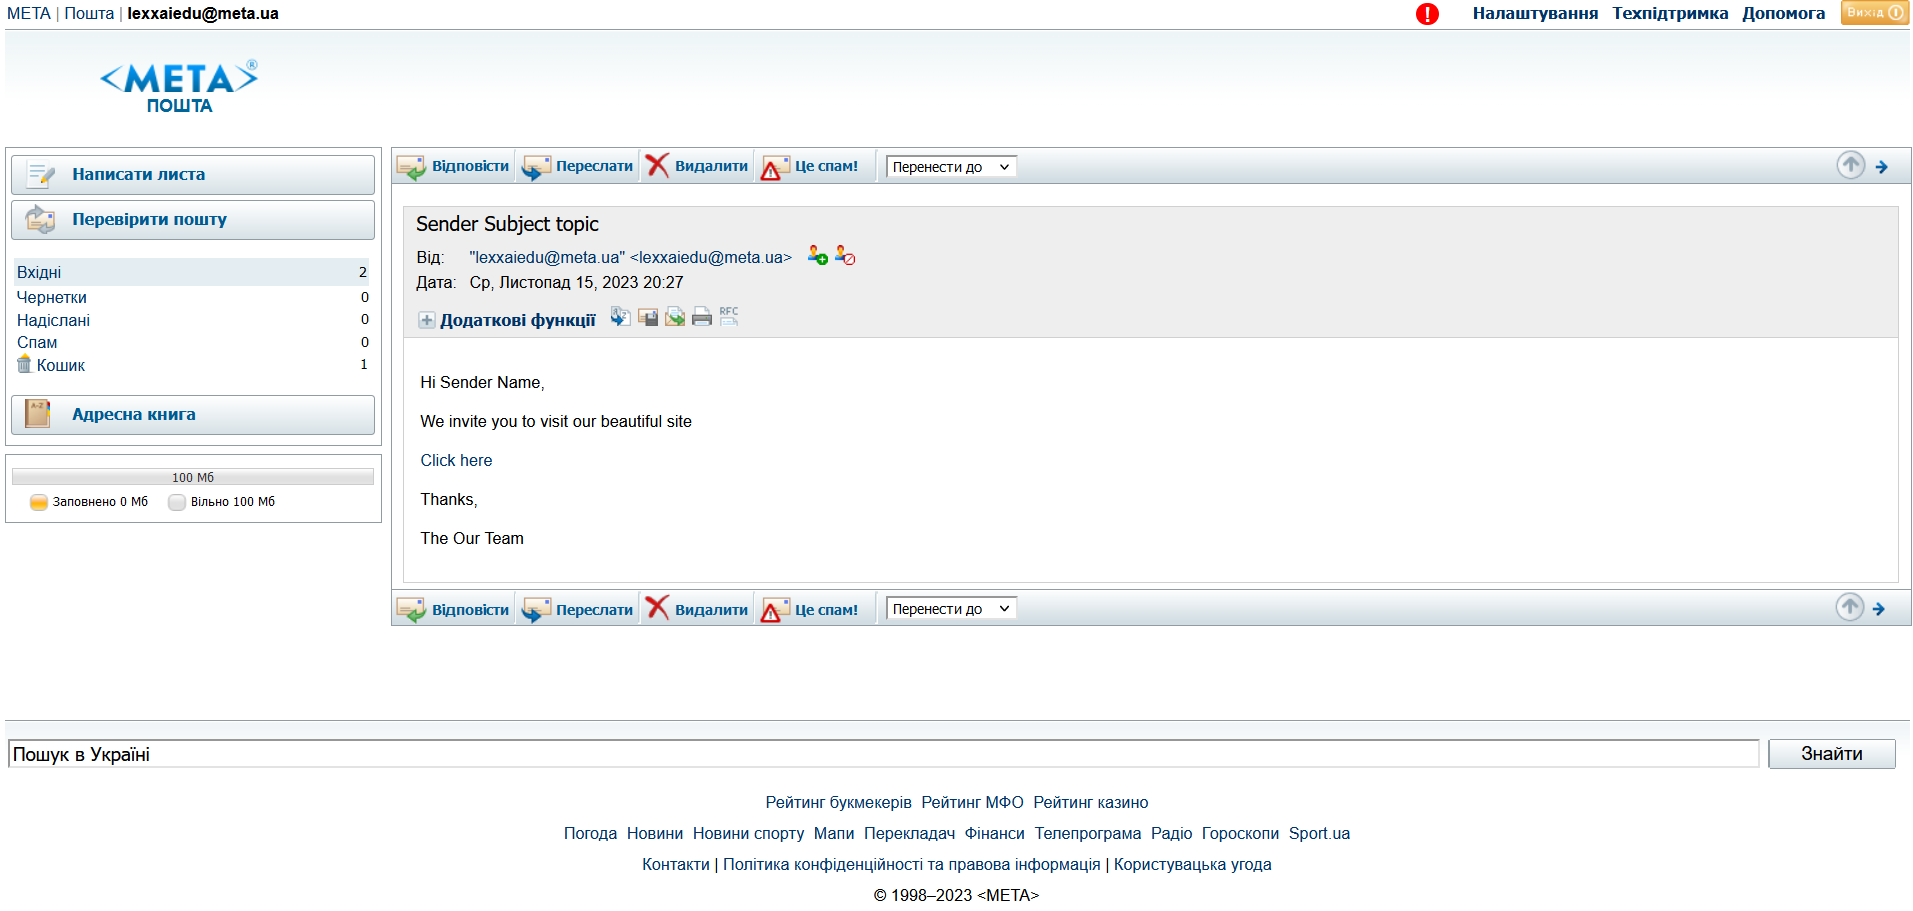 МЕТА | Пошта | lexxaiedu@meta.ua
Налаштування Техпідтримка Допомога Вихід
<МЕТА>®
ПОШТА
Написати листа
Перевірити пошту
Вхідні 2
Чернетки 0
Надіслані 0
Спам 0
Кошик 1
A-Z Адресна книга
100 Мб
Заповнено 0 Мб Вільно 100 Мб
Відповісти Переслати Видалити Це спам! Перенести до
Sender Subject topic
Від: "lexxaiedu@meta.ua" <lexxaiedu@meta.ua>
Дата: Ср, Листопад 15, 2023 20:27
Додаткові функції RFC
Hi Sender Name,
We invite you to visit our beautiful site
Click here
Thanks,
The Our Team
Відповісти Переслати Видалити Це спам! Перенести до
Пошук в Україні Знайти
Рейтинг букмекерів Рейтинг МФО Рейтинг казино
Погода Новини Новини спорту Мапи Перекладач Фінанси Телепрограма Радіо Гороскопи Sport.ua
Контакти | Політика конфіденційності та правова інформація | Користувацька угода
© 1998–2023 <META>